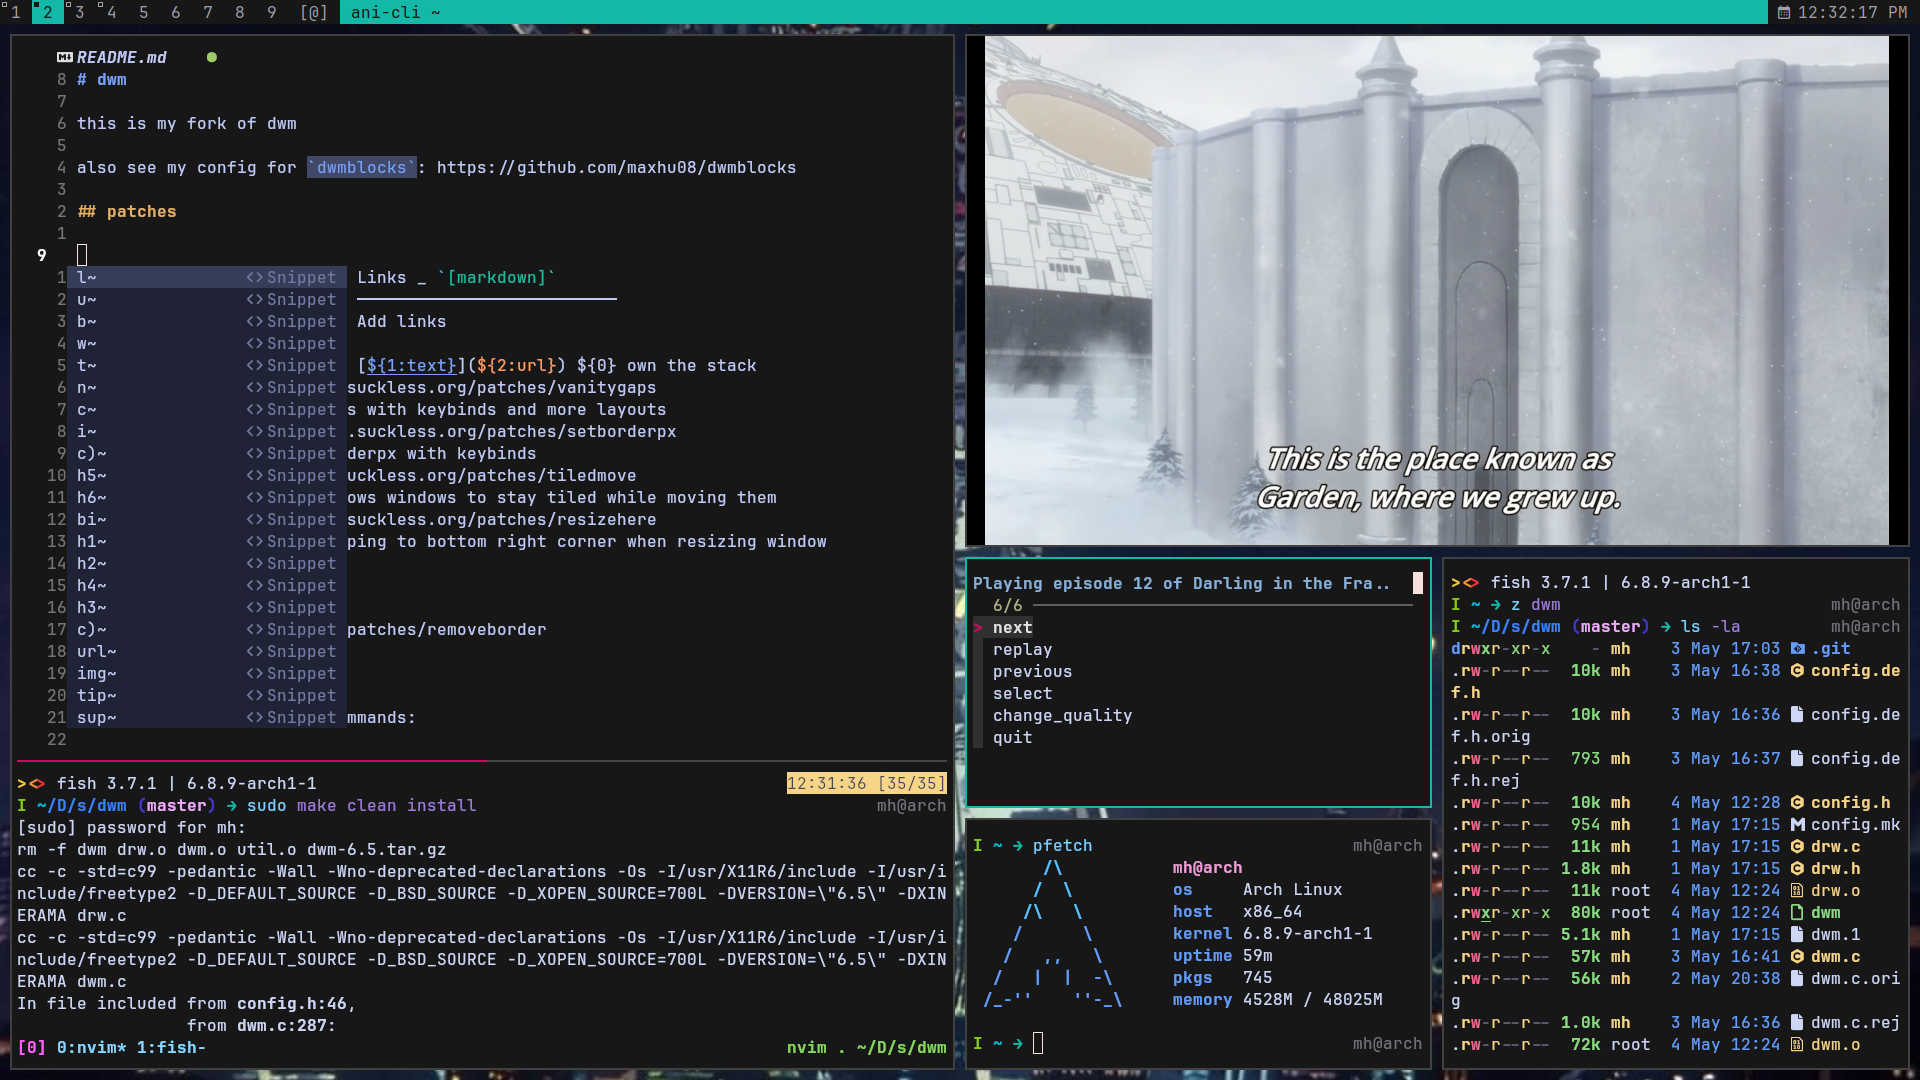 1 2 3 4 5 6 7 8 9 [@] ani-cli ~ 12:32:17 PM
README.md
8 # dwm
7
6 this is my fork of dwm
5
4 also see my config for `dwmblocks`: https://github.com/maxhu08/dwmblocks
3
2 ## patches
1
9
1 l~ <> Snippet Links _ `[markdown]`
2 u~ <> Snippet
3 b~ <> Snippet Add links
4 w~ <> Snippet
5 t~ <> Snippet [${1:text}](${2:url}) ${0} own the stack
6 n~ <> Snippet suckless.org/patches/vanitygaps
7 c~ <> Snippet s with keybinds and more layouts
8 i~ <> Snippet .suckless.org/patches/setborderpx
9 c)~ <> Snippet derpx with keybinds
10 h5~ <> Snippet uckless.org/patches/tiledmove
11 h6~ <> Snippet ows windows to stay tiled while moving them
12 bi~ <> Snippet suckless.org/patches/resizehere
13 h1~ <> Snippet ping to bottom right corner when resizing window
14 h2~ <> Snippet
15 h4~ <> Snippet
16 h3~ <> Snippet
17 c)~ <> Snippet patches/removeborder
18 url~ <> Snippet
19 img~ <> Snippet
20 tip~ <> Snippet
21 sup~ <> Snippet mmands:
22
><> fish 3.7.1 | 6.8.9-arch1-1 12:31:36 [35/35]
I ~/D/s/dwm (master) → sudo make clean install mh@arch
[sudo] password for mh:
rm -f dwm drw.o dwm.o util.o dwm-6.5.tar.gz
cc -c -std=c99 -pedantic -Wall -Wno-deprecated-declarations -Os -I/usr/X11R6/include -I/usr/i
nclude/freetype2 -D_DEFAULT_SOURCE -D_BSD_SOURCE -D_XOPEN_SOURCE=700L -DVERSION=\"6.5\" -DXIN
ERAMA drw.c
cc -c -std=c99 -pedantic -Wall -Wno-deprecated-declarations -Os -I/usr/X11R6/include -I/usr/i
nclude/freetype2 -D_DEFAULT_SOURCE -D_BSD_SOURCE -D_XOPEN_SOURCE=700L -DVERSION=\"6.5\" -DXIN
ERAMA dwm.c
In file included from config.h:46,
from dwm.c:287:
[0] 0:nvim* 1:fish- nvim . ~/D/s/dwm
This is the place known as
Garden, where we grew up.
Playing episode 12 of Darling in the Fra..
6/6
> next
replay
previous
select
change_quality
quit
I ~ → pfetch mh@arch
mh@arch
os Arch Linux
host x86_64
kernel 6.8.9-arch1-1
uptime 59m
pkgs 745
memory 4528M / 48025M
I ~ → mh@arch
><> fish 3.7.1 | 6.8.9-arch1-1
I ~ → z dwm mh@arch
I ~/D/s/dwm (master) → ls -la mh@arch
drwxr-xr-x - mh 3 May 17:03 .git
.rw-r--r-- 10k mh 3 May 16:38 config.de
f.h
.rw-r--r-- 10k mh 3 May 16:36 config.de
f.h.orig
.rw-r--r-- 793 mh 3 May 16:37 config.de
f.h.rej
.rw-r--r-- 10k mh 4 May 12:28 config.h
.rw-r--r-- 954 mh 1 May 17:15 config.mk
.rw-r--r-- 11k mh 1 May 17:15 drw.c
.rw-r--r-- 1.8k mh 1 May 17:15 drw.h
.rw-r--r-- 11k root 4 May 12:24 drw.o
.rwxr-xr-x 80k root 4 May 12:24 dwm
.rw-r--r-- 5.1k mh 1 May 17:15 dwm.1
.rw-r--r-- 57k mh 3 May 16:41 dwm.c
.rw-r--r-- 56k mh 2 May 20:38 dwm.c.ori
g
.rw-r--r-- 1.0k mh 3 May 16:36 dwm.c.rej
.rw-r--r-- 72k root 4 May 12:24 dwm.o